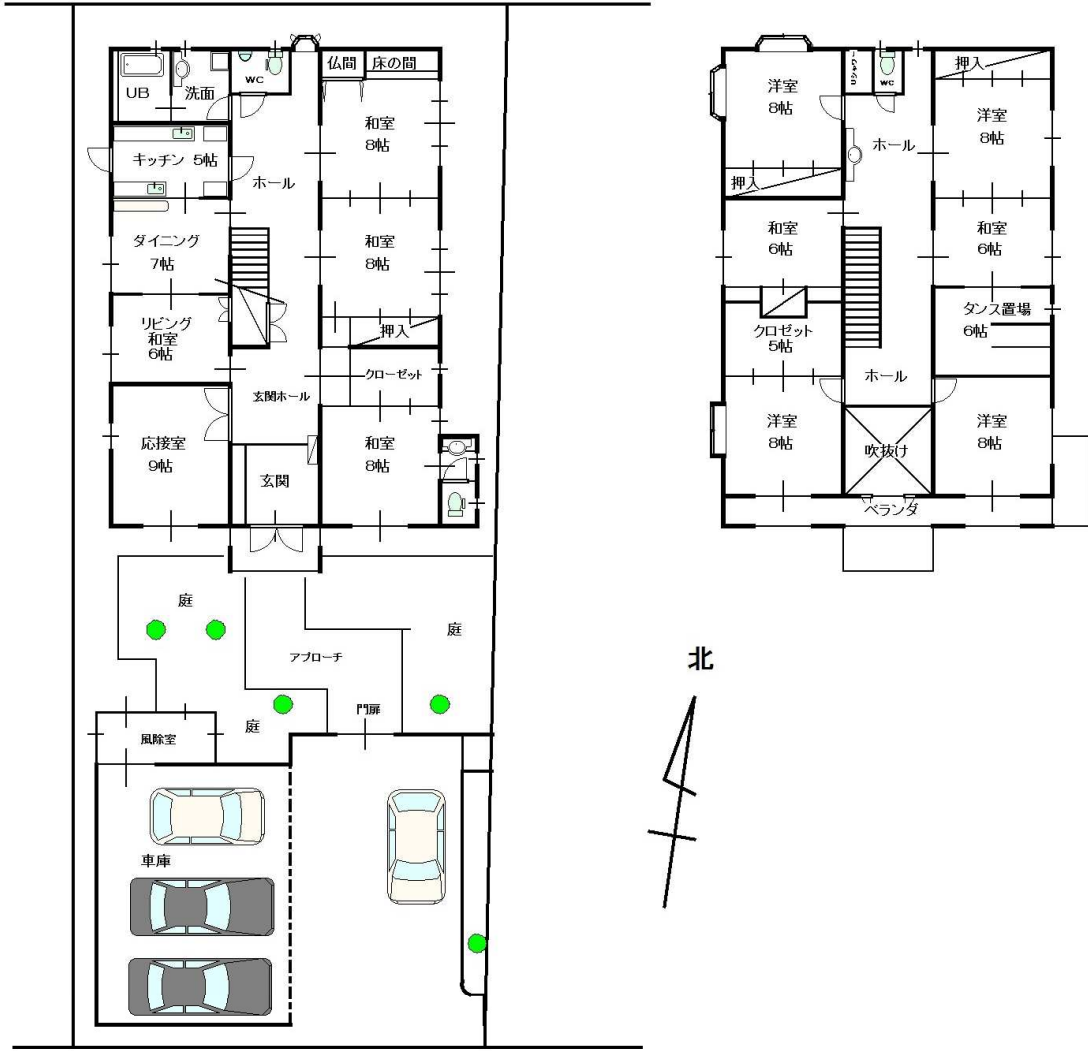 UB
洗面
WC
仏間
床の間
和室
8帖
キッチン 5帖
ホール
ダイニング
7帖
和室
8帖
リビング
和室
6帖
押入
クローゼット
玄関ホール
応接室
9帖
玄関
和室
8帖
庭
アプローチ
庭
庭
門扉
風除室
車庫
洋室
8帖
WC
押入
洋室
8帖
ホール
押入
和室
6帖
和室
6帖
クロゼット
5帖
タンス置場
6帖
ホール
洋室
8帖
吹抜け
洋室
8帖
ベランダ
北